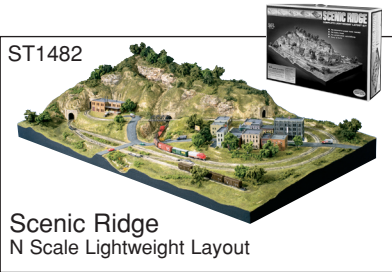 ST1482
SCENIC RIDGE
Scenic Ridge
N Scale Lightweight Layout